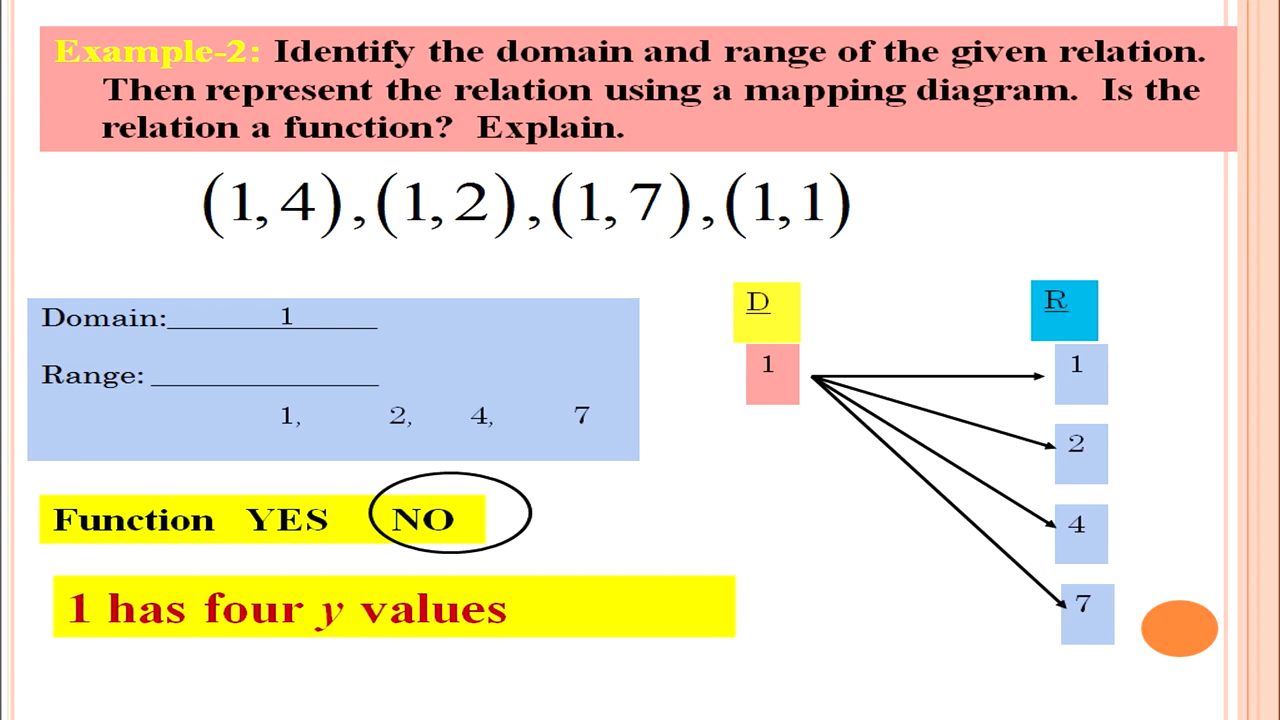 Example-2: Identify the domain and range of the given relation.
Then represent the relation using a mapping diagram. Is the
relation a function? Explain.
(1, 4), (1, 2), (1, 7), (1, 1)
Domain: 1
Range:
1, 2, 4, 7
D R
1 1
2
4
7
Function YES NO
1 has four y values